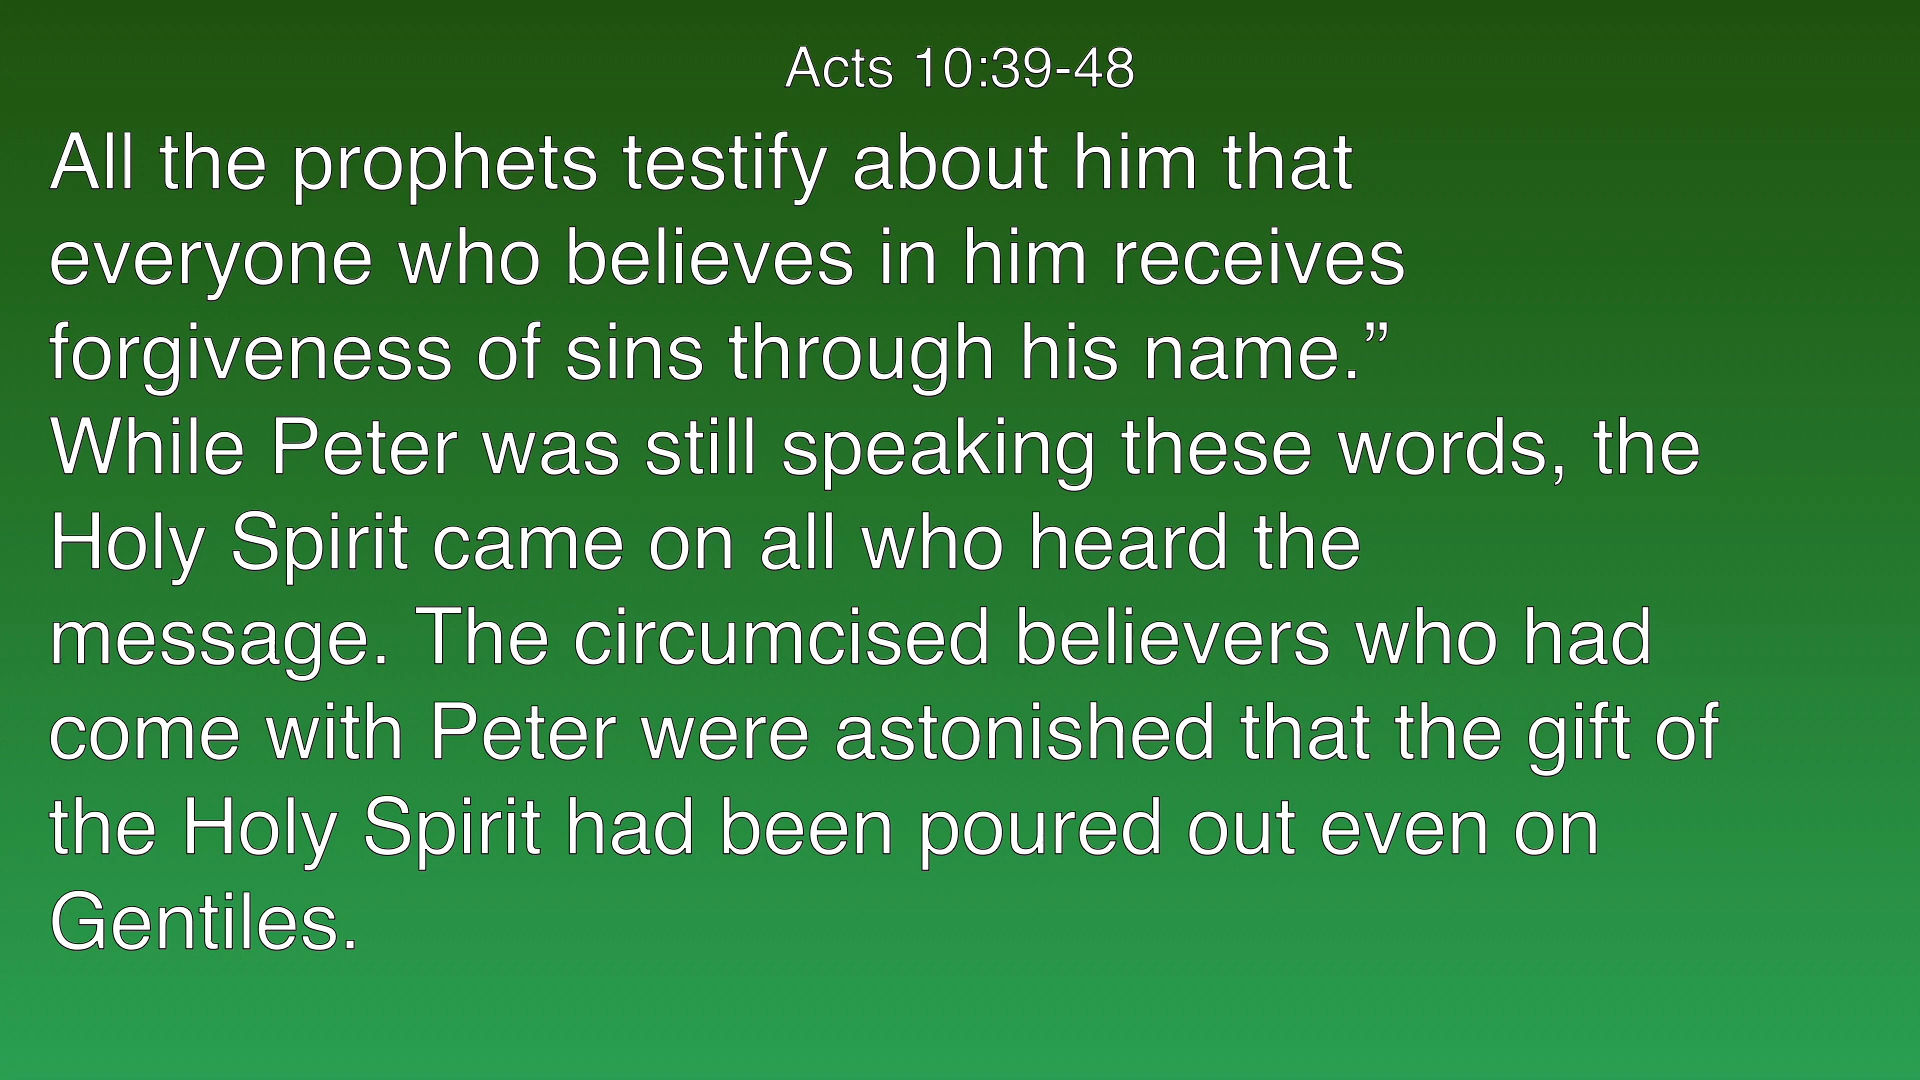 Acts 10:39-48
All the prophets testify about him that
everyone who believes in him receives
forgiveness of sins through his name.”
While Peter was still speaking these words, the
Holy Spirit came on all who heard the
message. The circumcised believers who had
come with Peter were astonished that the gift of
the Holy Spirit had been poured out even on
Gentiles.